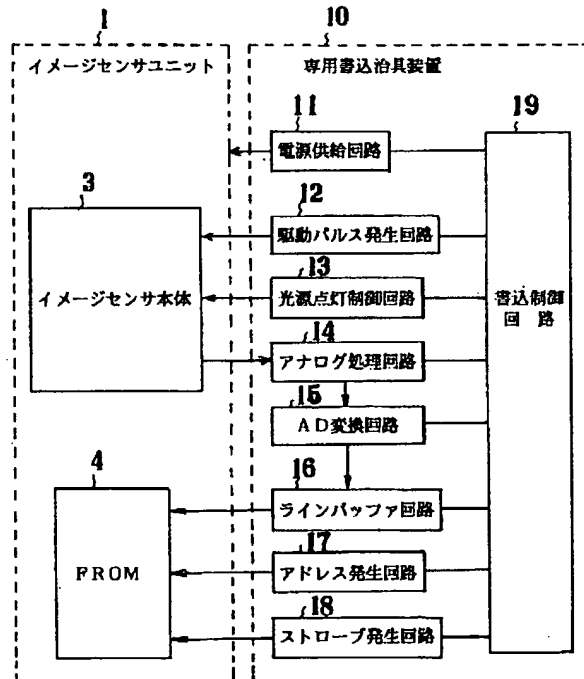 1
10
イメージセンサユニット
専用書込治具装置
11
19
電源供給回路
3
12
駆動パルス発生回路
13
イメージセンサ本体
光源点灯制御回路
書込制御
回 路
14
アナログ処理回路
15
AD変換回路
4
16
ラインバッファ回路
17
FROM
アドレス発生回路
18
ストローブ発生回路